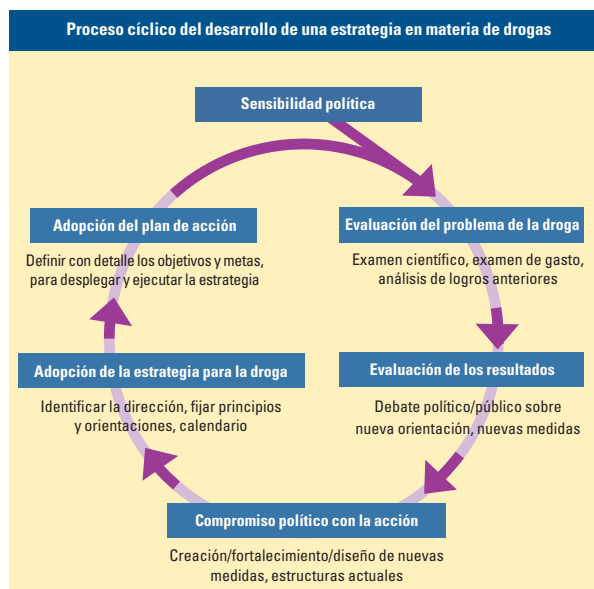 Proceso cíclico del desarrollo de una estrategia en materia de drogas
Sensibilidad política
Evaluación del problema de la droga
Examen científico, examen de gasto,
análisis de logros anteriores
Evaluación de los resultados
Debate político/público sobre
nueva orientación, nuevas medidas
Compromiso político con la acción
Creación/fortalecimiento/diseño de nuevas
medidas, estructuras actuales
Adopción de la estrategia para la droga
Identificar la dirección, fijar principios
y orientaciones, calendario
Adopción del plan de acción
Definir con detalle los objetivos y metas,
para desplegar y ejecutar la estrategia